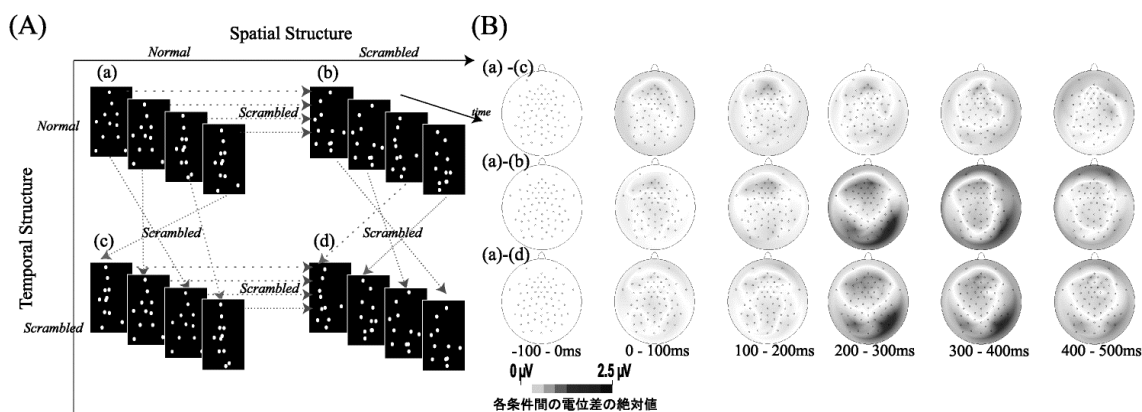 (A)
Spatial Structure
Normal
Scrambled
(a)
(b)
Scrambled
time
Normal
Temporal Structure
(c)
Scrambled
Scrambled
(d)
Scrambled
Scrambled
(B)
(a) -(c)
(a)-(b)
(a)-(d)
-100 - 0ms
0 - 100ms
100 - 200ms
200 - 300ms
300 - 400ms
400 - 500ms
0 μV
2.5 μV
各条件間の電位差の絶対値